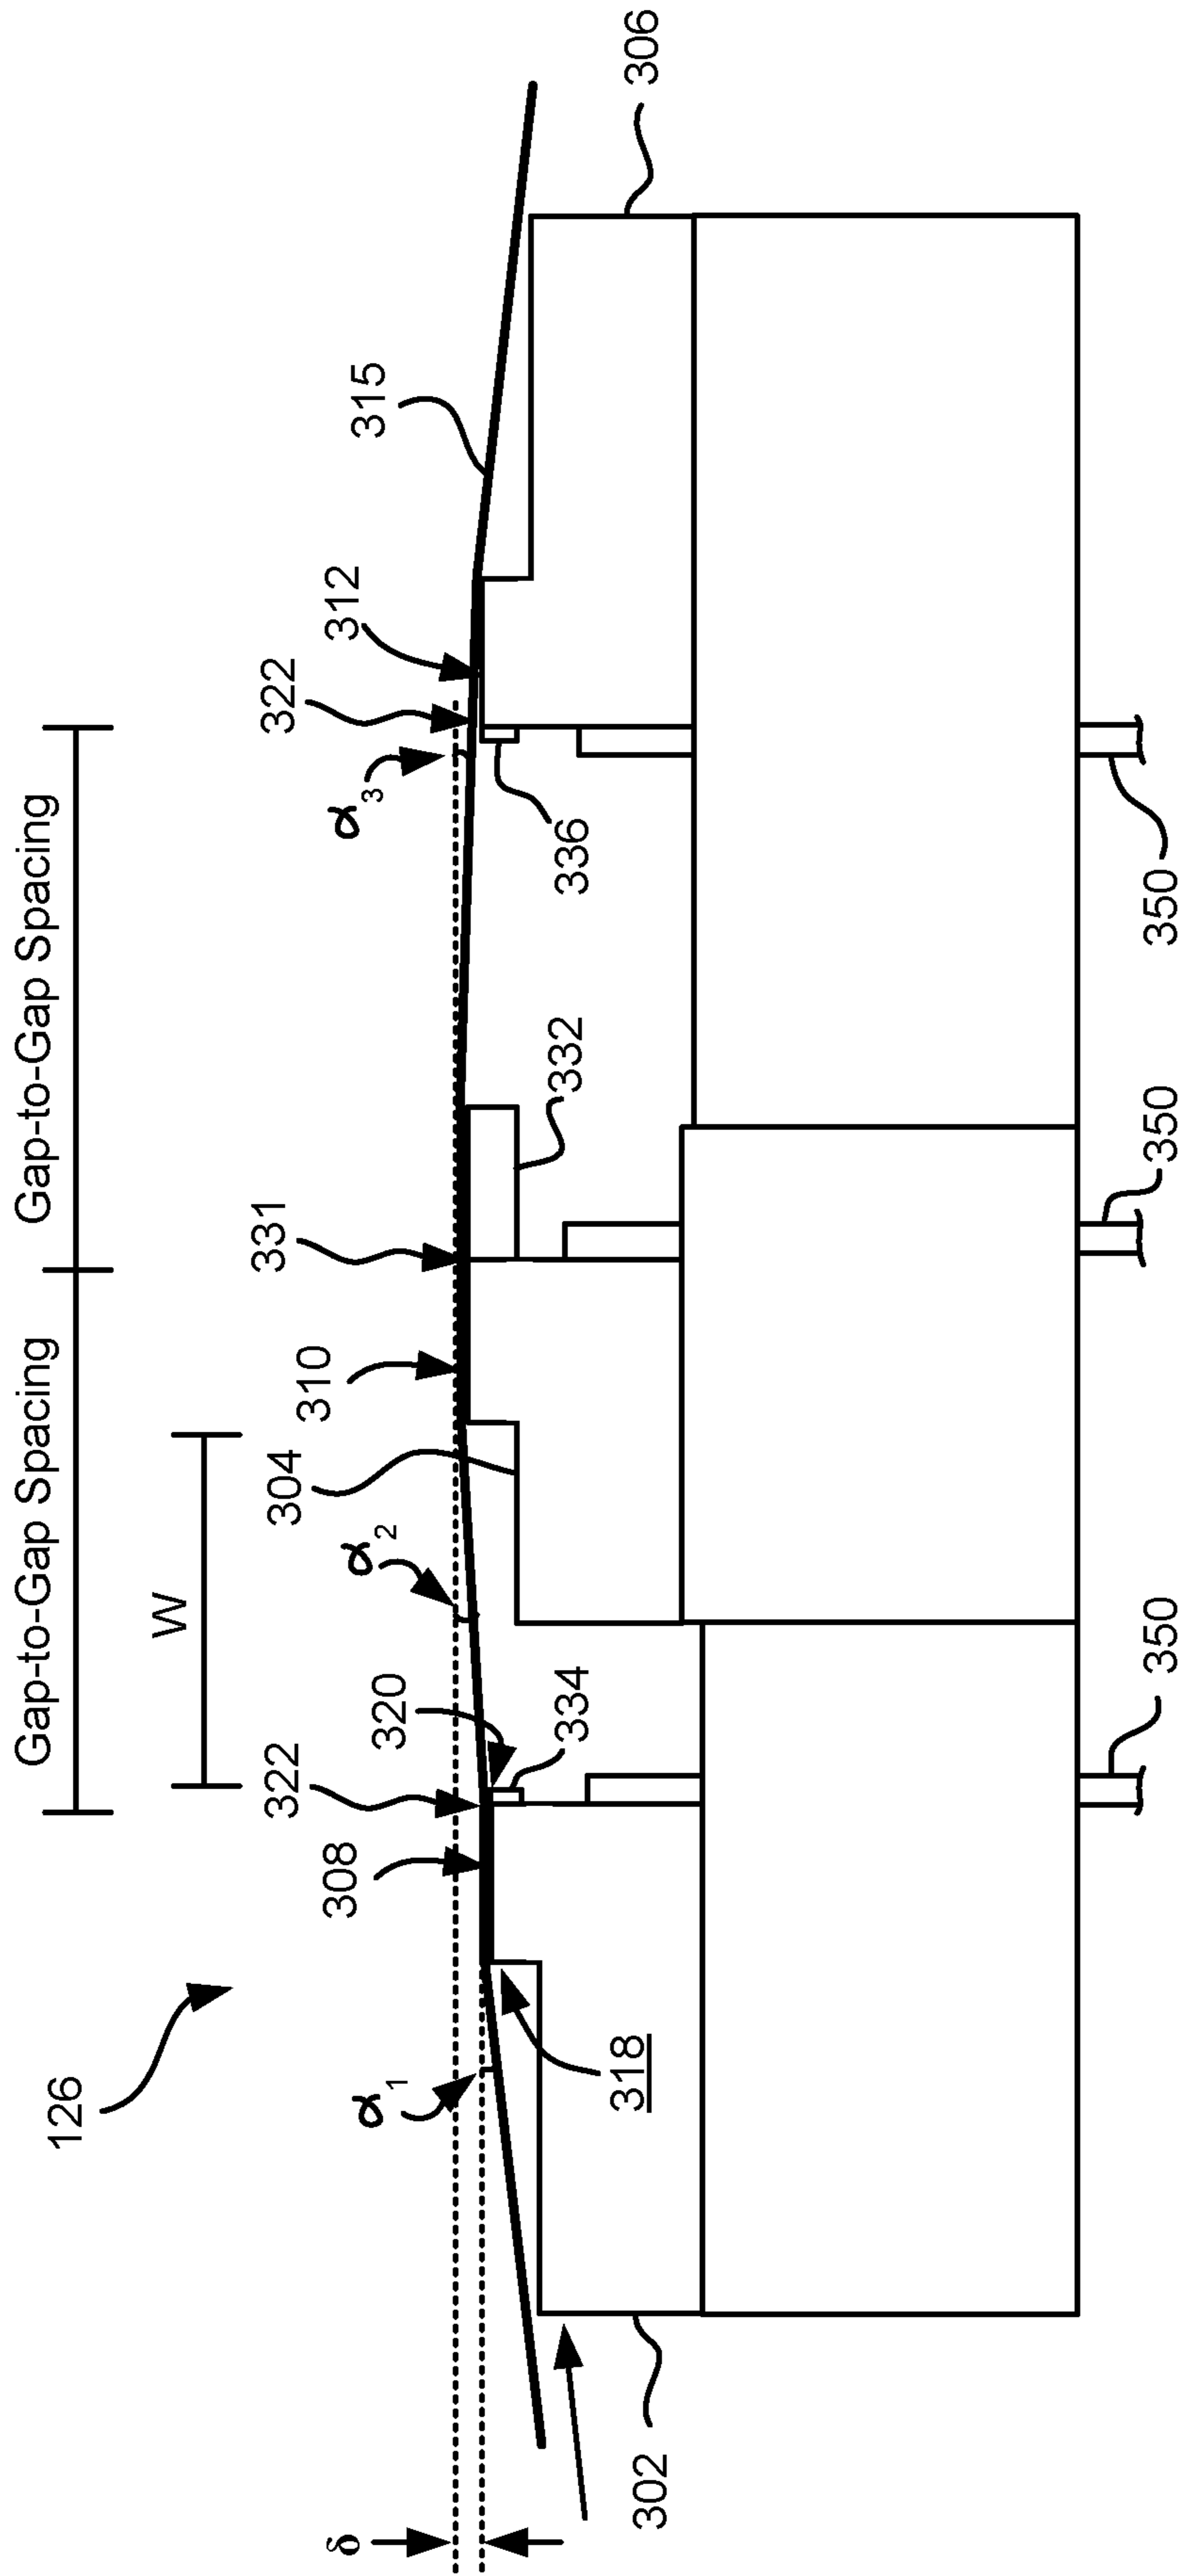 Gap-to-Gap Spacing
Gap-to-Gap Spacing
W
126
α1
308
322
320
334
α2
304
310
331
332
α3
322
312
336
315
306
δ
302
318
350
350
350